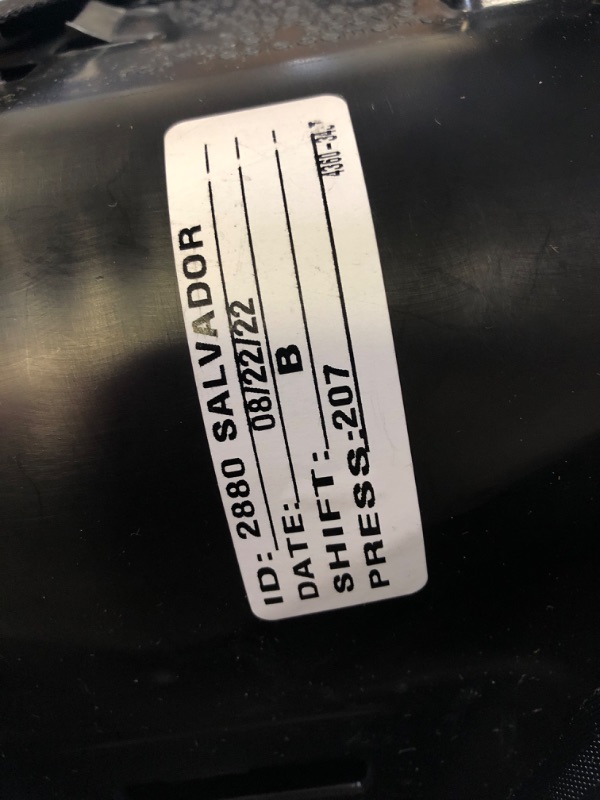 ID: 2880 SALVADOR
DATE: 08/22/22
SHIFT: B
PRESS: 207